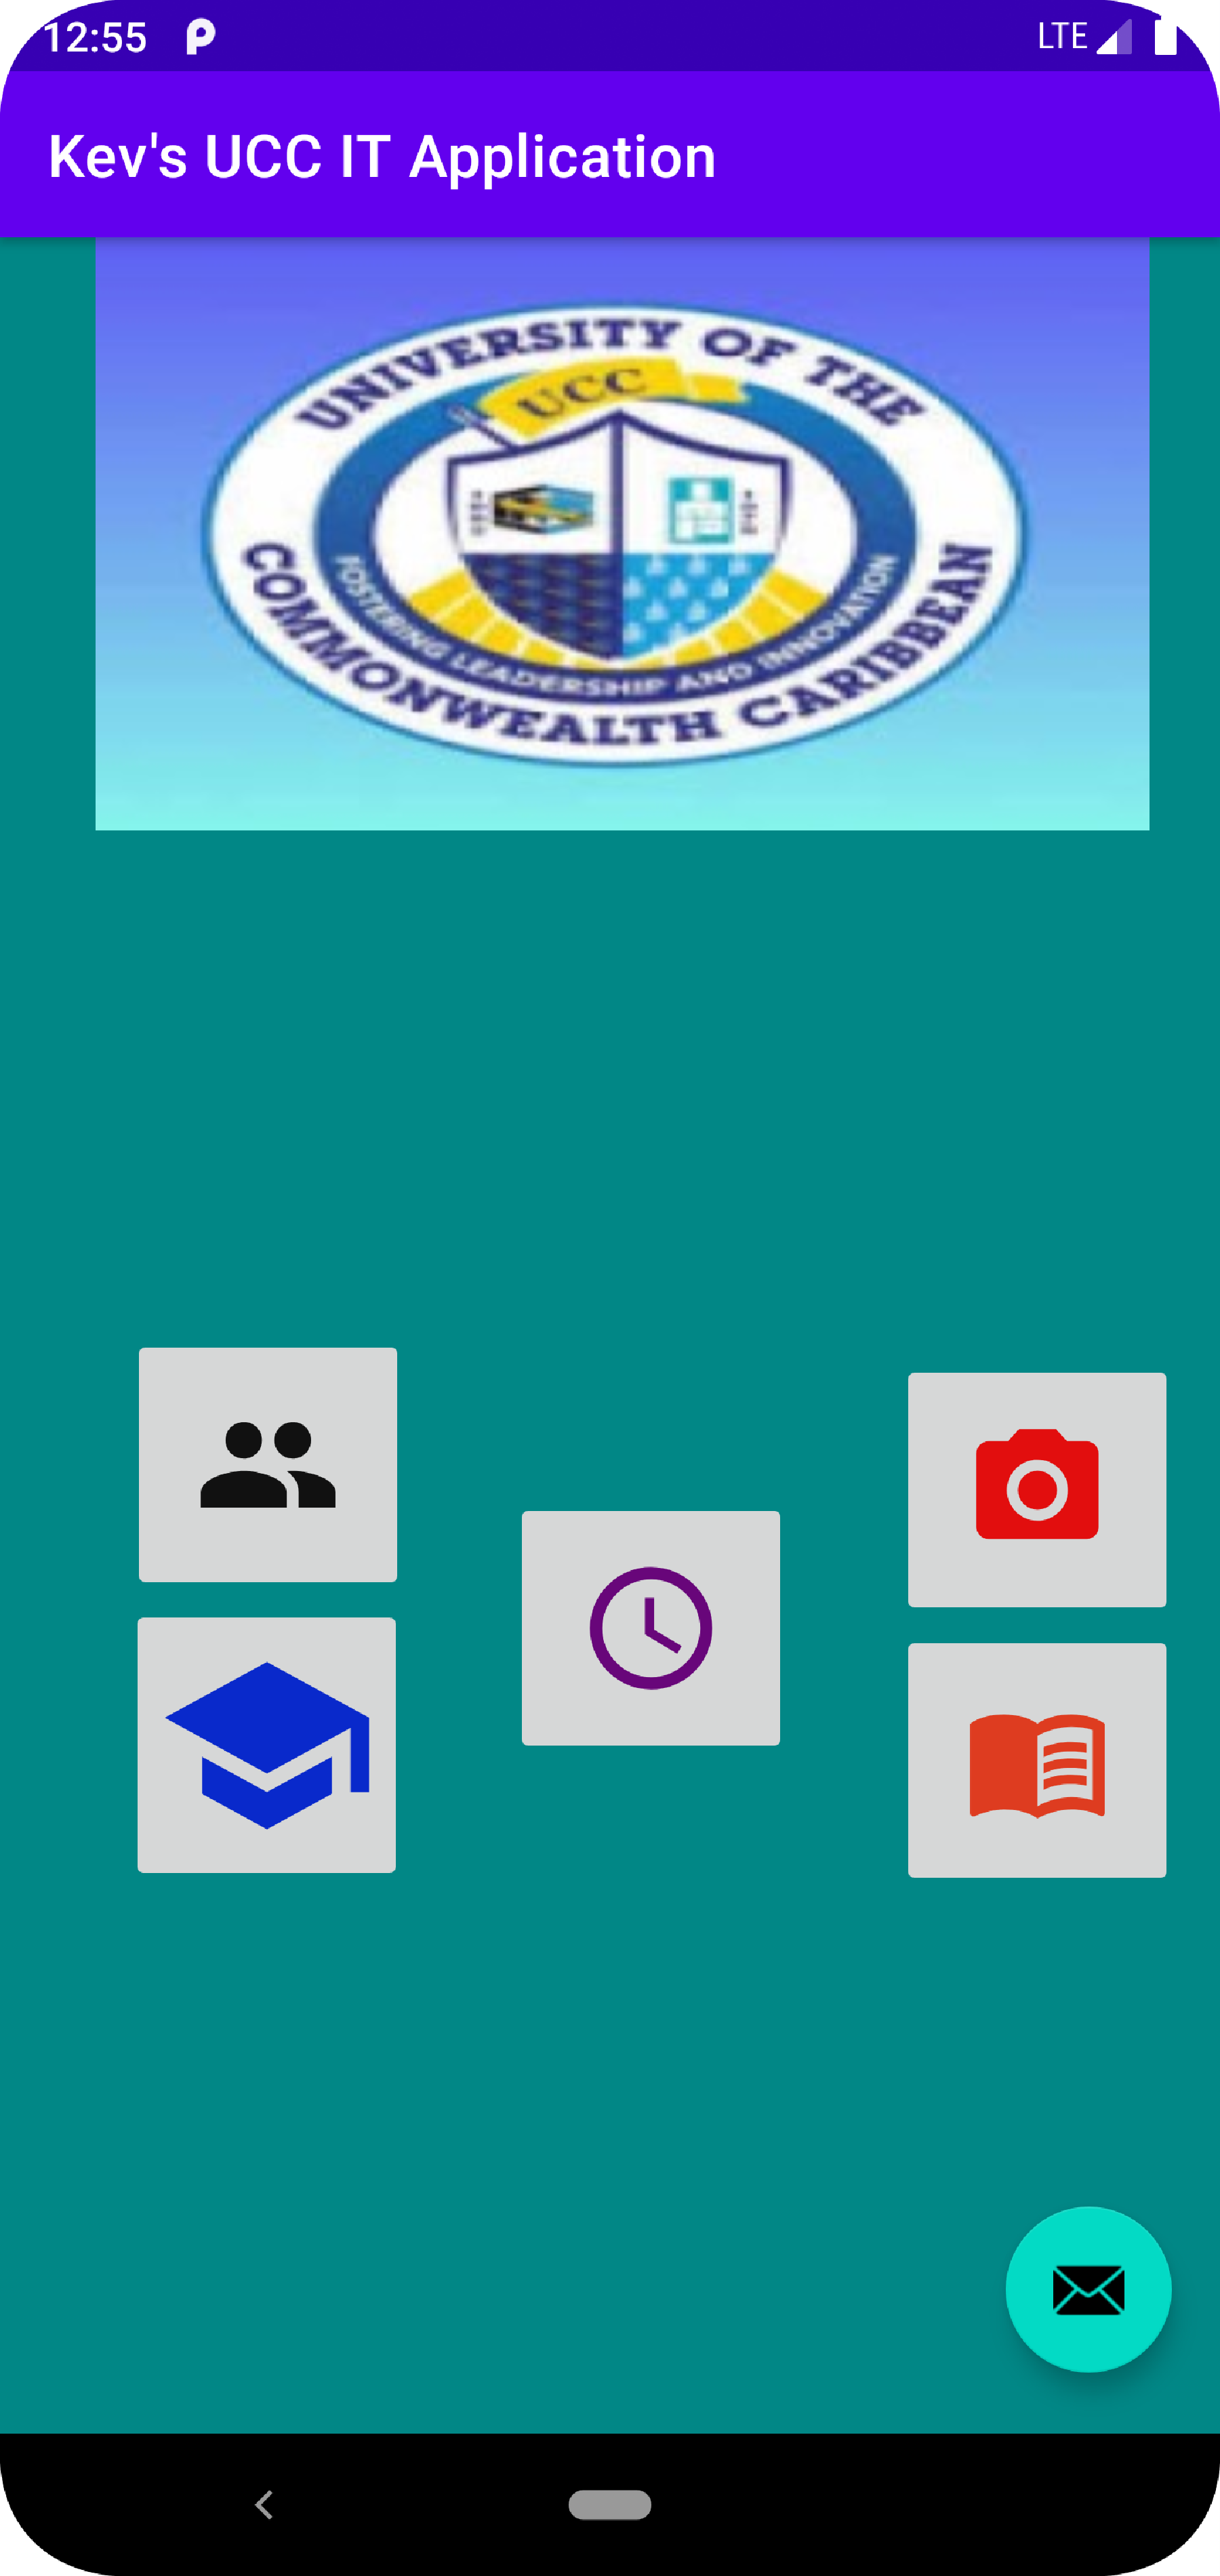 12:55
LTE
Kev's UCC IT Application
UNIVERSITY OF THE
UCC
FOSTERING LEADERSHIP AND INNOVATION
COMMONWEALTH CARIBBEAN